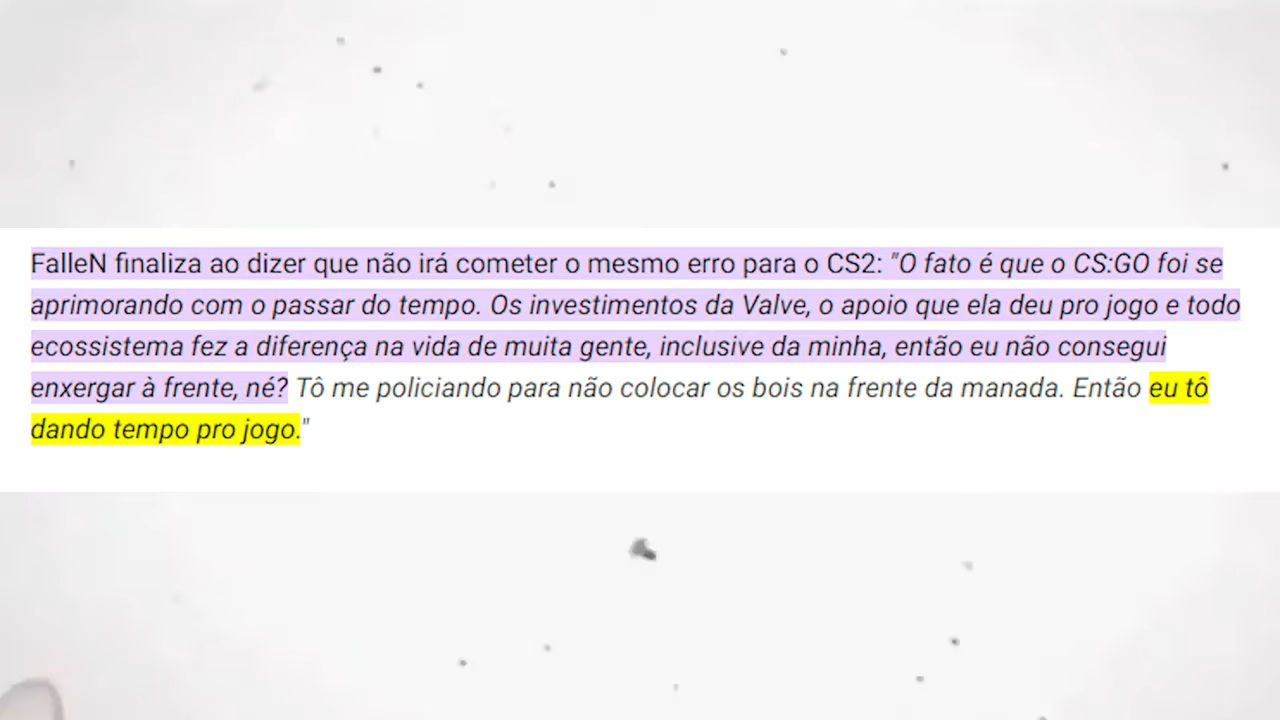 FalleN finaliza ao dizer que não irá cometer o mesmo erro para o CS2: "O fato é que o CS:GO foi se
aprimorando com o passar do tempo. Os investimentos da Valve, o apoio que ela deu pro jogo e todo
ecossistema fez a diferença na vida de muita gente, inclusive da minha, então eu não consegui
enxergar à frente, né? Tô me policiando para não colocar os bois na frente da manada. Então eu tô
dando tempo pro jogo."